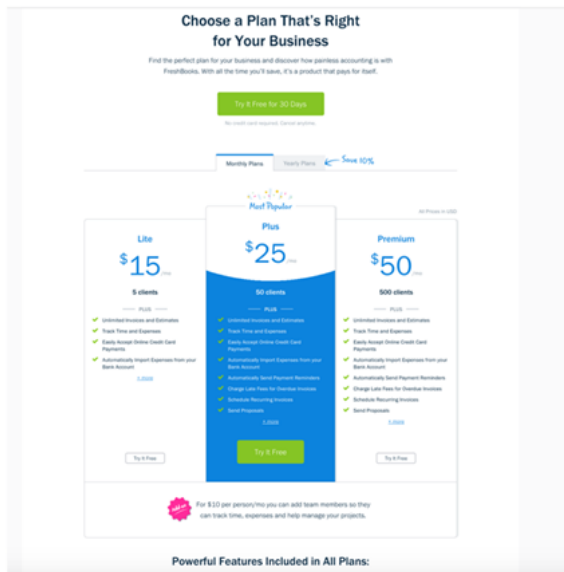 Choose a Plan That's Right
for Your Business
Find the perfect plan for your business and discover how painless accounting is with
FreshBooks. With all the time you'll save, it's a product that pays for itself.
Try It Free for 30 Days
No credit card required. Cancel anytime.
Monthly Plans
Yearly Plans
Save 10%
Most Popular
All Prices in USD
Lite
$15 /mo
5 clients
PLUS
Unlimited Invoices and Estimates
Track Time and Expenses
Easily Accept Online Credit Card
Payments
Automatically Import Expenses from your
Bank Account
Try It Free
Plus
$25 /mo
50 clients
PLUS
Unlimited Invoices and Estimates
Track Time and Expenses
Easily Accept Online Credit Card
Payments
Automatically Import Expenses from your
Bank Account
Automatically Send Payment Reminders
Charge Late Fees for Overdue Invoices
Schedule Recurring Invoices
Send Proposals
Try It Free
Premium
$50 /mo
500 clients
PLUS
Unlimited Invoices and Estimates
Track Time and Expenses
Easily Accept Online Credit Card
Payments
Automatically Import Expenses from your
Bank Account
Automatically Send Payment Reminders
Charge Late Fees for Overdue Invoices
Schedule Recurring Invoices
Send Proposals
Try It Free
For $10 per person/mo you can add team members so they
can track time, expenses and help manage your projects.
Powerful Features Included in All Plans: